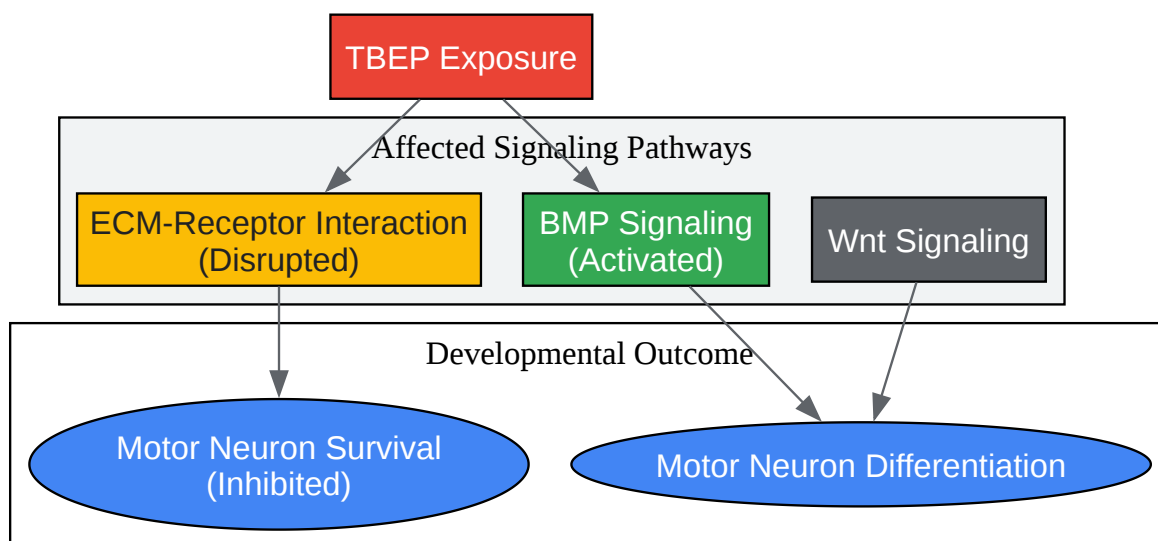 TBEP Exposure
Affected Signaling Pathways
ECM-Receptor Interaction
(Disrupted)
BMP Signaling
(Activated)
Wnt Signaling
Developmental Outcome
Motor Neuron Survival
(Inhibited)
Motor Neuron Differentiation